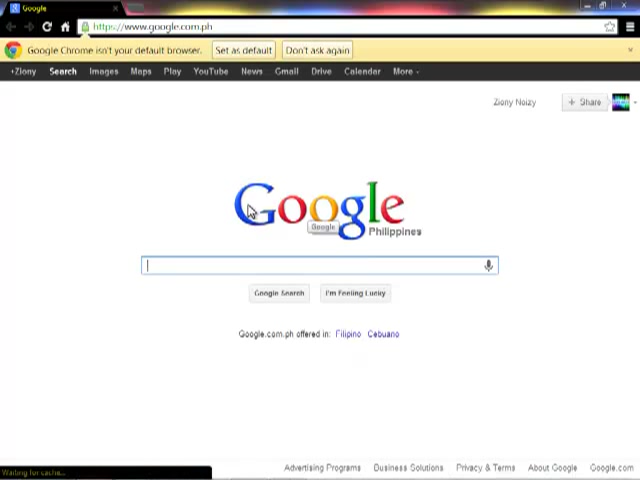 Google
https://www.google.com.ph
Google Chrome isn't your default browser. Set as default Don't ask again
+Ziony Search Images Maps Play YouTube News Gmail Drive Calendar More
Ziony Noizy + Share
Google
Google
Philippines
Google Search I'm Feeling Lucky
Google.com.ph offered in: Filipino Cebuano
Waiting for cache...
Advertising Programs Business Solutions Privacy & Terms About Google Google.com